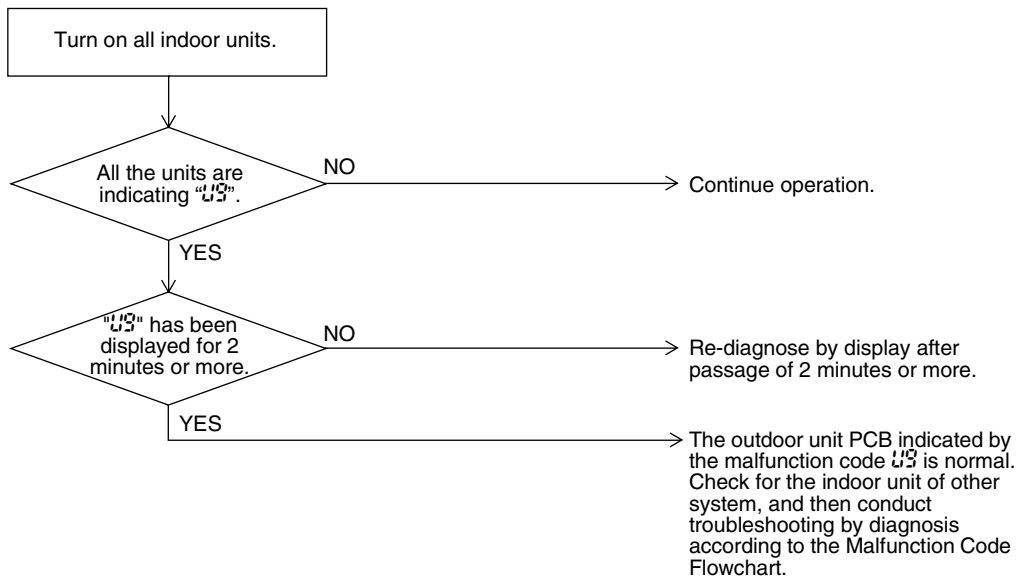 Turn on all indoor units.
All the units are
indicating “U9”.
NO
Continue operation.
YES
"U9" has been
displayed for 2
minutes or more.
NO
Re-diagnose by display after
passage of 2 minutes or more.
YES
The outdoor unit PCB indicated by
the malfunction code U9 is normal.
Check for the indoor unit of other
system, and then conduct
troubleshooting by diagnosis
according to the Malfunction Code
Flowchart.